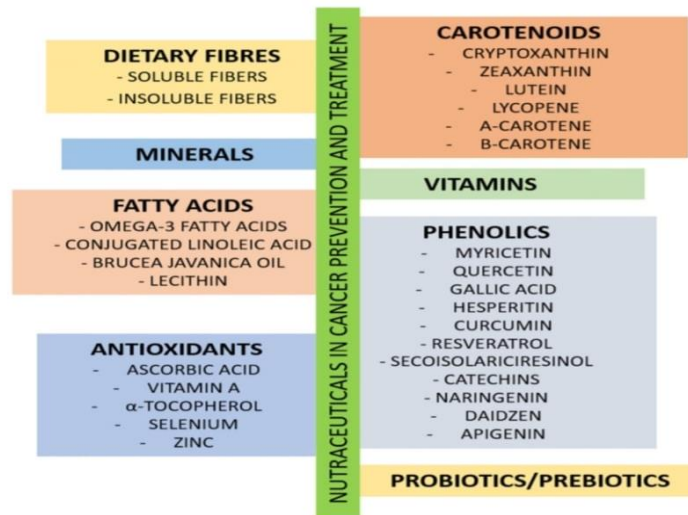 DIETARY FIBRES
- SOLUBLE FIBERS
- INSOLUBLE FIBERS
MINERALS
FATTY ACIDS
- OMEGA-3 FATTY ACIDS
- CONJUGATED LINOLEIC ACID
- BRUCEA JAVANICA OIL
- LECITHIN
ANTIOXIDANTS
- ASCORBIC ACID
- VITAMIN A
- α-TOCOPHEROL
- SELENIUM
- ZINC
NUTRACEUTICALS IN CANCER PREVENTION AND TREATMENT
CAROTENOIDS
- CRYPTOXANTHIN
- ZEAXANTHIN
- LUTEIN
- LYCOPENE
- A-CAROTENE
- B-CAROTENE
VITAMINS
PHENOLICS
- MYRICETIN
- QUERCETIN
- GALLIC ACID
- HESPERITIN
- CURCUMIN
- RESVERATROL
- SECOISOLARICIRESINOL
- CATECHINS
- NARINGENIN
- DAIDZEN
- APIGENIN
PROBIOTICS/PREBIOTICS